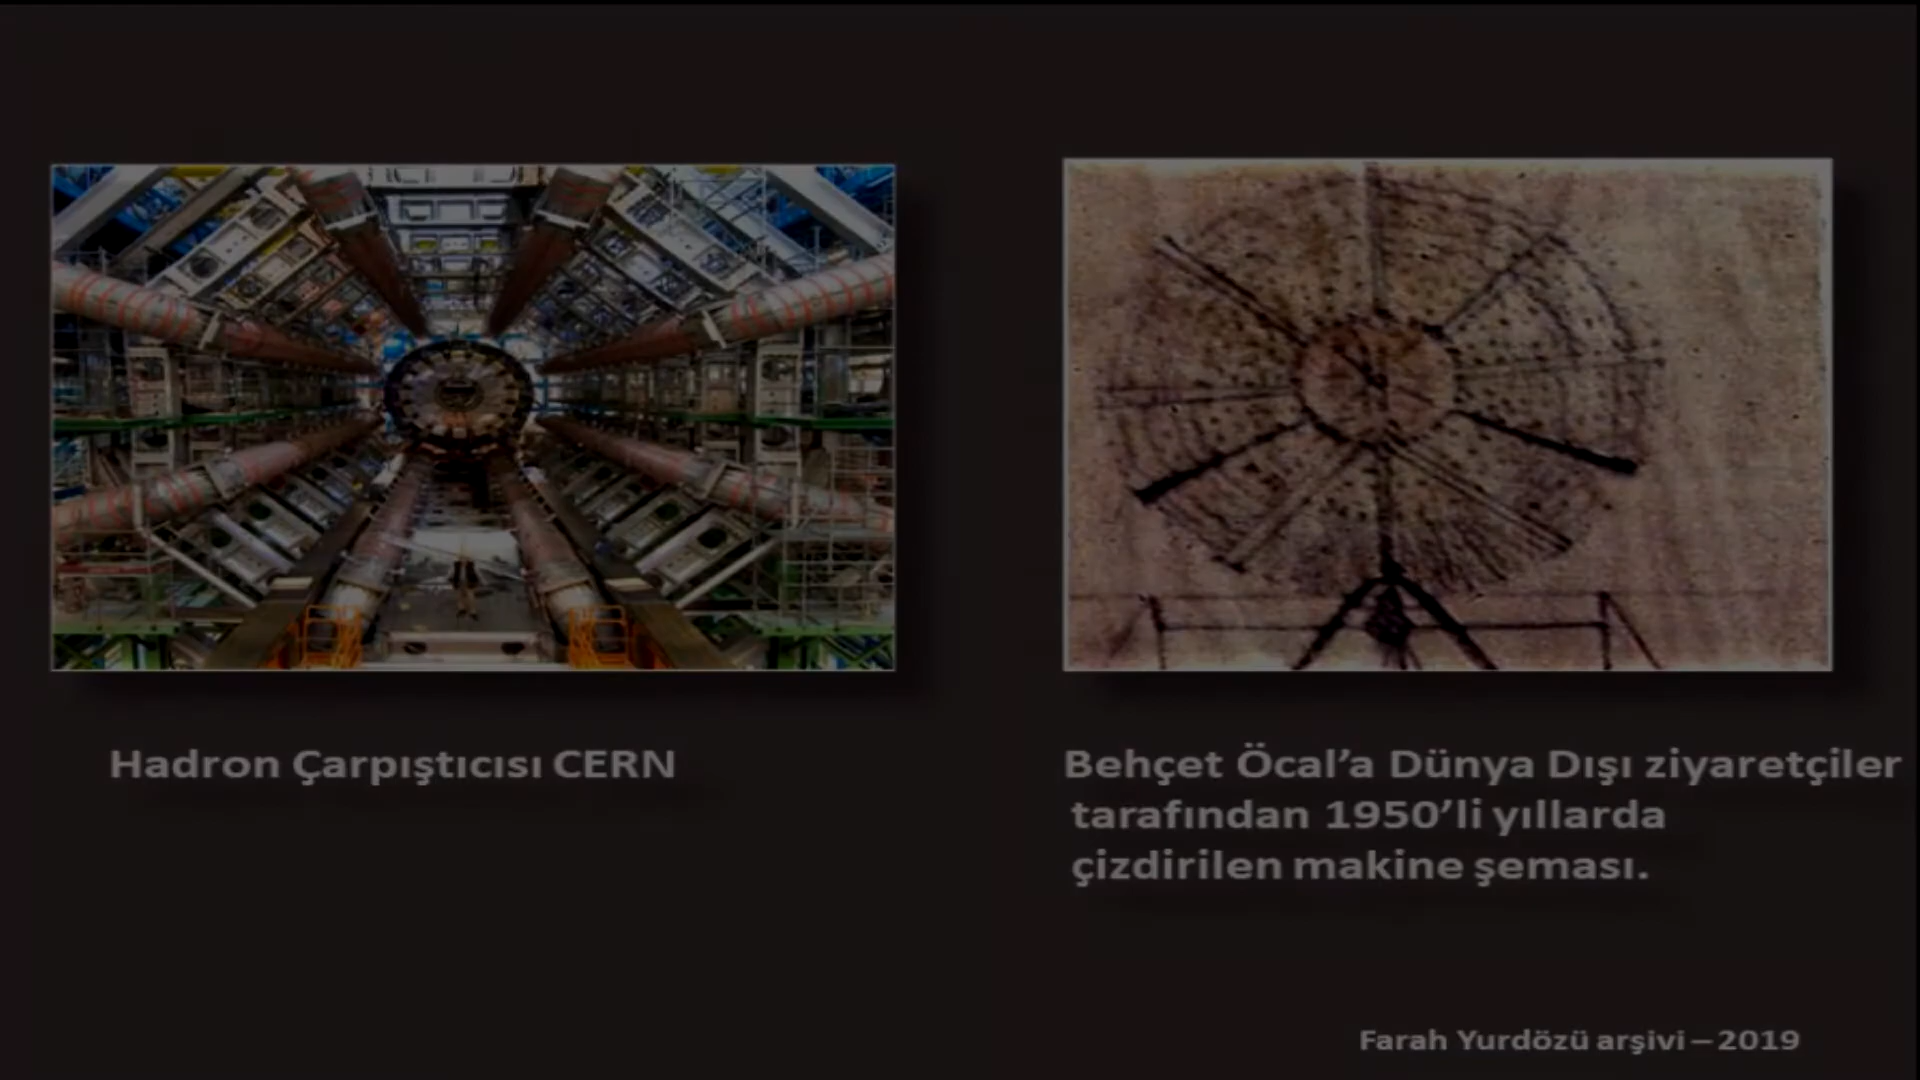 Hadron Çarpıştıcısı CERN
Behçet Öcal’a Dünya Dışı ziyaretçiler
tarafından 1950’li yıllarda
çizdirilen makine şeması.
Farah Yurdözü arşivi – 2019